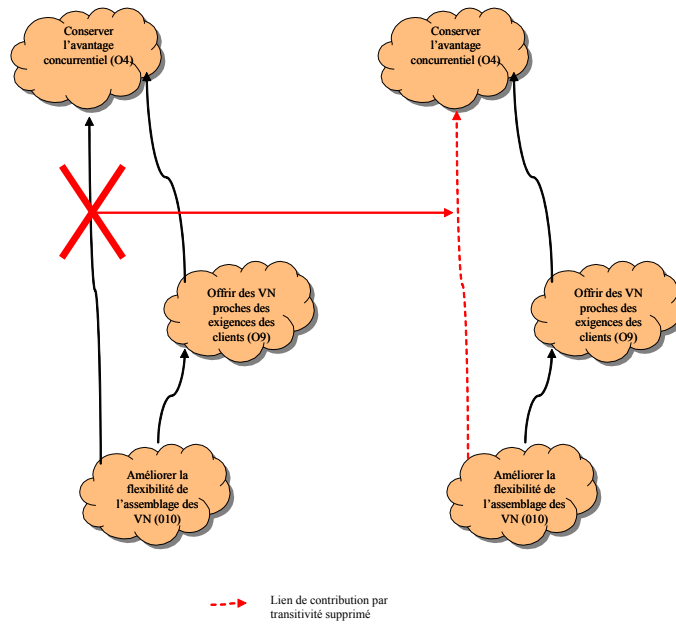 Conserver
l'avantage
concurrentiel (O4)
Conserver
l'avantage
concurrentiel (O4)
Offrir des VN
proches des
exigences des
clients (O9)
Offrir des VN
proches des
exigences des
clients (O9)
Améliorer la
flexibilité de
l'assemblage des
VN (010)
Améliorer la
flexibilité de
l'assemblage des
VN (010)
Lien de contribution par
transitivité supprimé